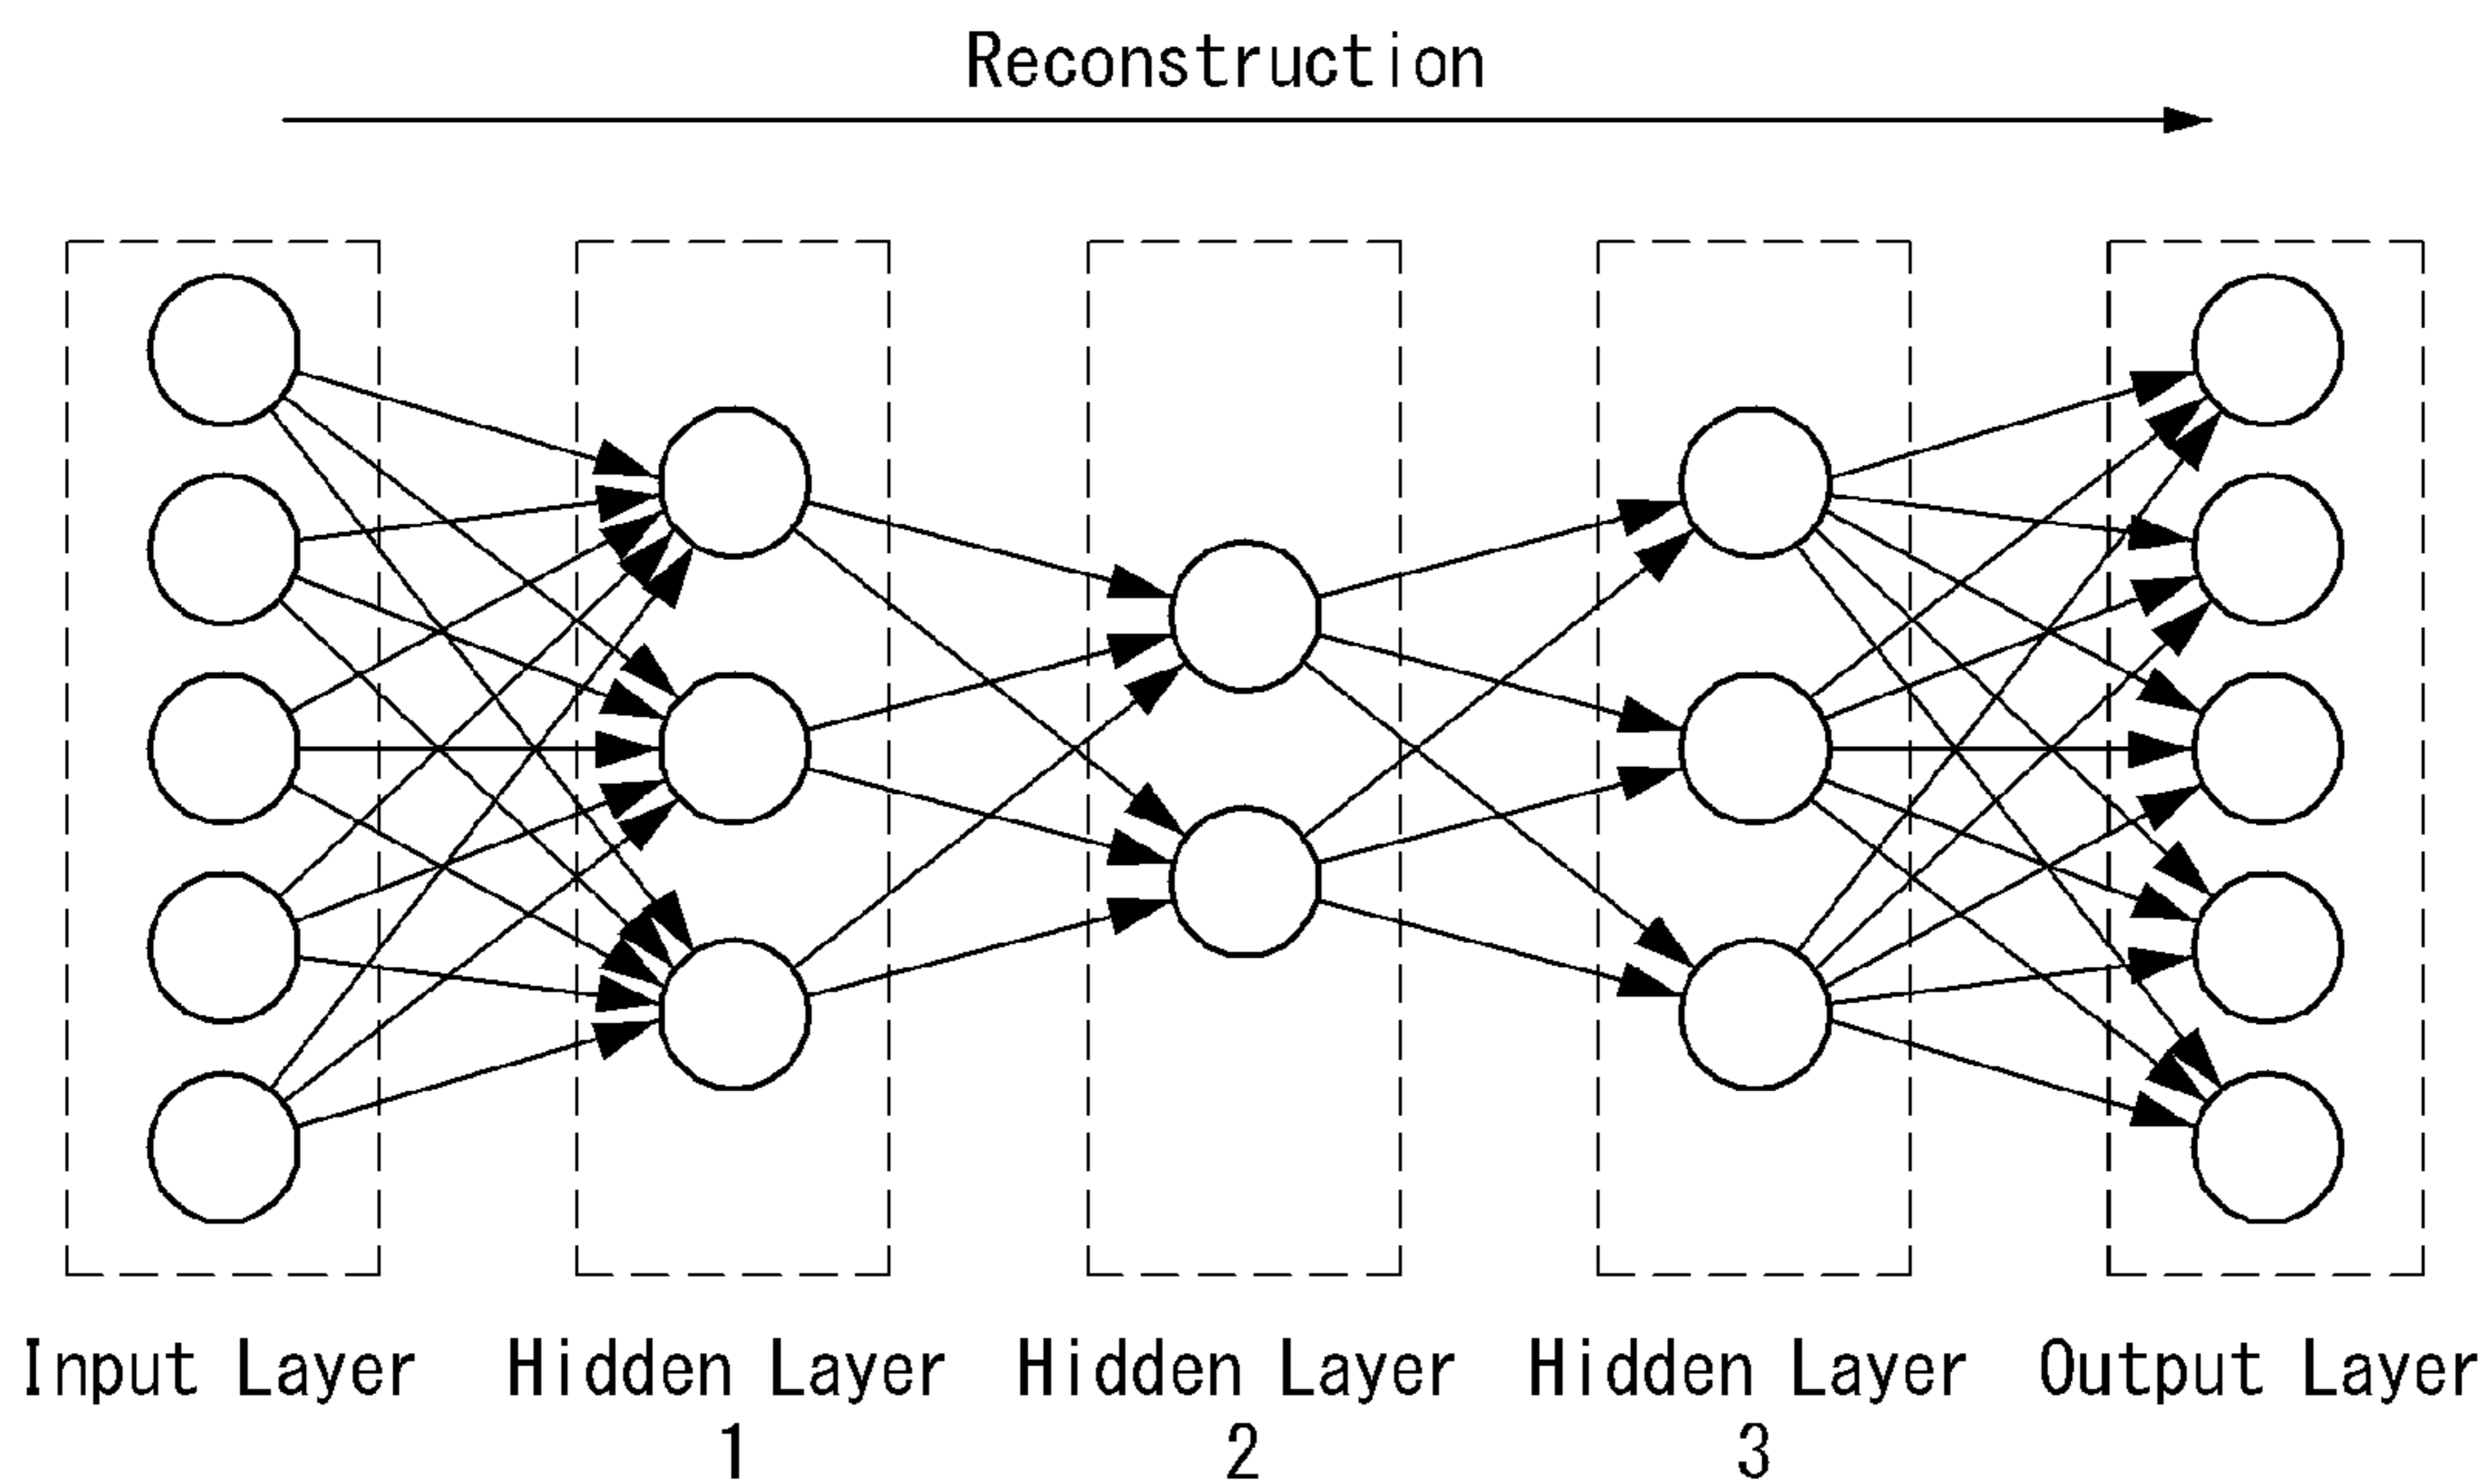 Reconstruction
Input Layer
Hidden Layer
1
Hidden Layer
2
Hidden Layer
3
Output Layer